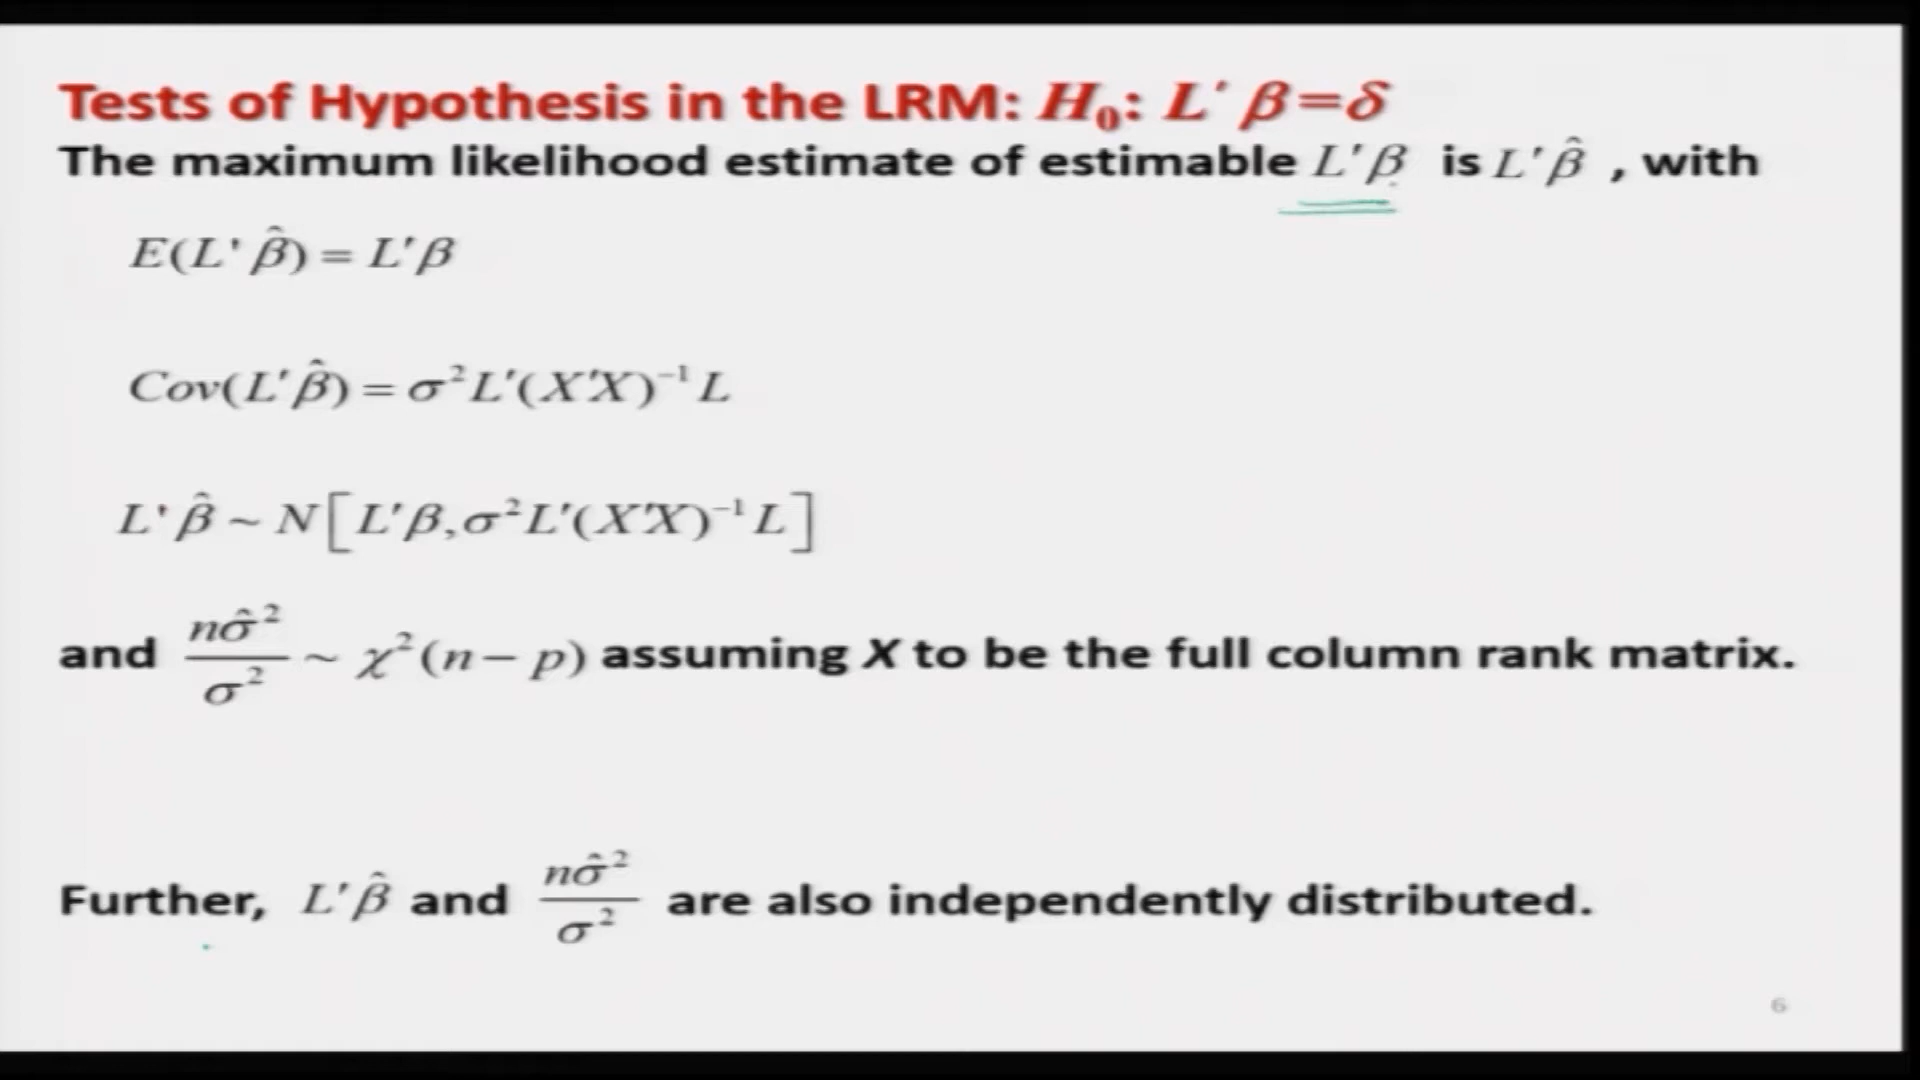 Tests of Hypothesis in the LRM: H₀: L′ β=δ
The maximum likelihood estimate of estimable L′β is L′β̂ , with
E(L' β̂) = L′β
Cov(L′β̂) = σ²L′(X′X)⁻¹L
L' β̂ ~ N[L′β,σ²L′(X′X)⁻¹L]
and nσ̂²/σ² ~ χ²(n − p) assuming X to be the full column rank matrix.
Further, L′β̂ and nσ̂²/σ² are also independently distributed.
6